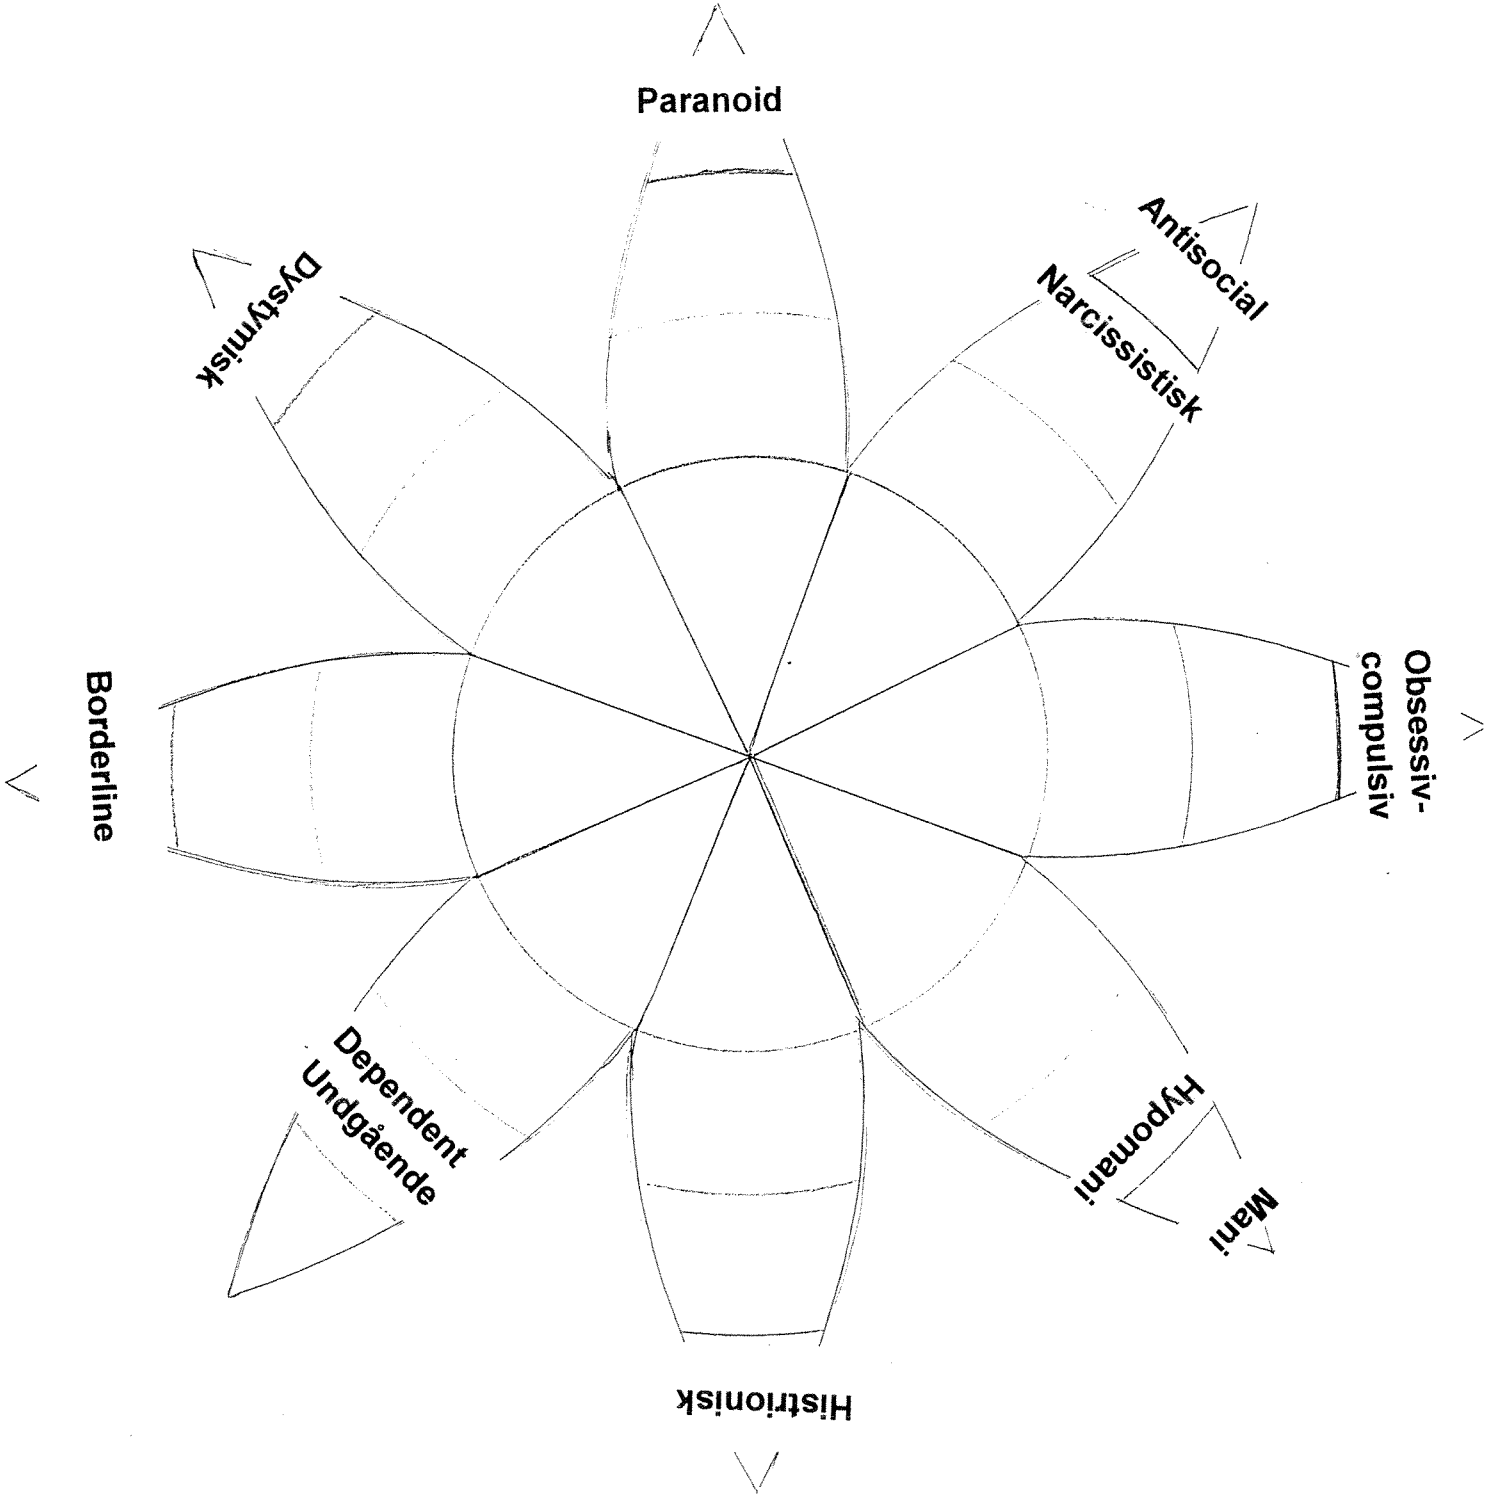 Paranoid
Antisocial
Narcissistisk
Obsessiv-
compulsiv
Hypomani
Mani
Histrionisk
Dependent
Undgående
Borderline
Dystymisk